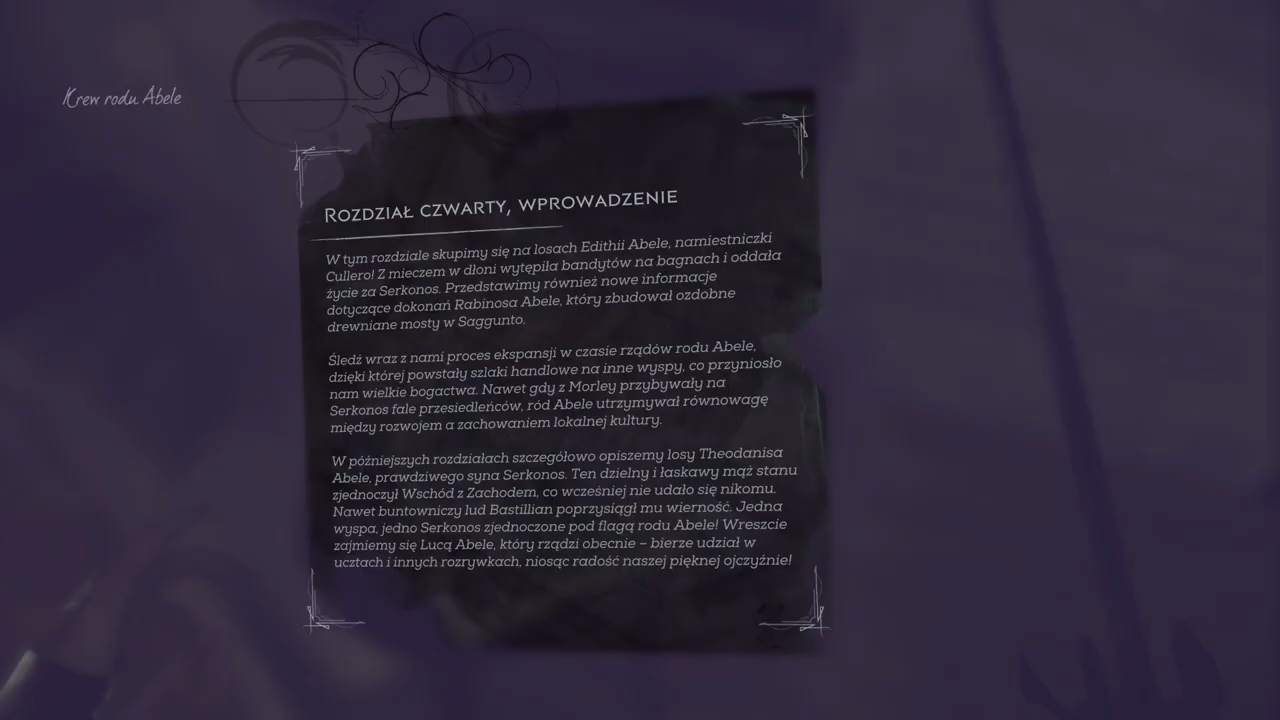 Krew rodu Abele
Rozdział czwarty, wprowadzenie
W tym rozdziale skupimy się na losach Edithii Abele, namiestniczki
Cullero! Z mieczem w dłoni wytępiła bandytów na bagnach i oddała
życie za Serkonos. Przedstawimy również nowe informacje
dotyczące dokonań Rabinosa Abele, który zbudował ozdobne
drewniane mosty w Saggunto.
Śledź wraz z nami proces ekspansji w czasie rządów rodu Abele,
dzięki której powstały szlaki handlowe na inne wyspy, co przyniosło
nam wielkie bogactwa. Nawet gdy z Morley przybywały na
Serkonos fale przesiedleńców, ród Abele utrzymywał równowagę
między rozwojem a zachowaniem lokalnej kultury.
W późniejszych rozdziałach szczegółowo opiszemy losy Theodanisa
Abele, prawdziwego syna Serkonos. Ten dzielny i łaskawy mąż stanu
zjednoczył Wschód z Zachodem, co wcześniej nie udało się nikomu.
Nawet buntowniczy lud Bastillian poprzysiągł mu wierność. Jedna
wyspa, jedno Serkonos zjednoczone pod flagą rodu Abele! Wreszcie
zajmiemy się Lucą Abele, który rządzi obecnie – bierze udział w
ucztach i innych rozrywkach, niosąc radość naszej pięknej ojczyźnie!